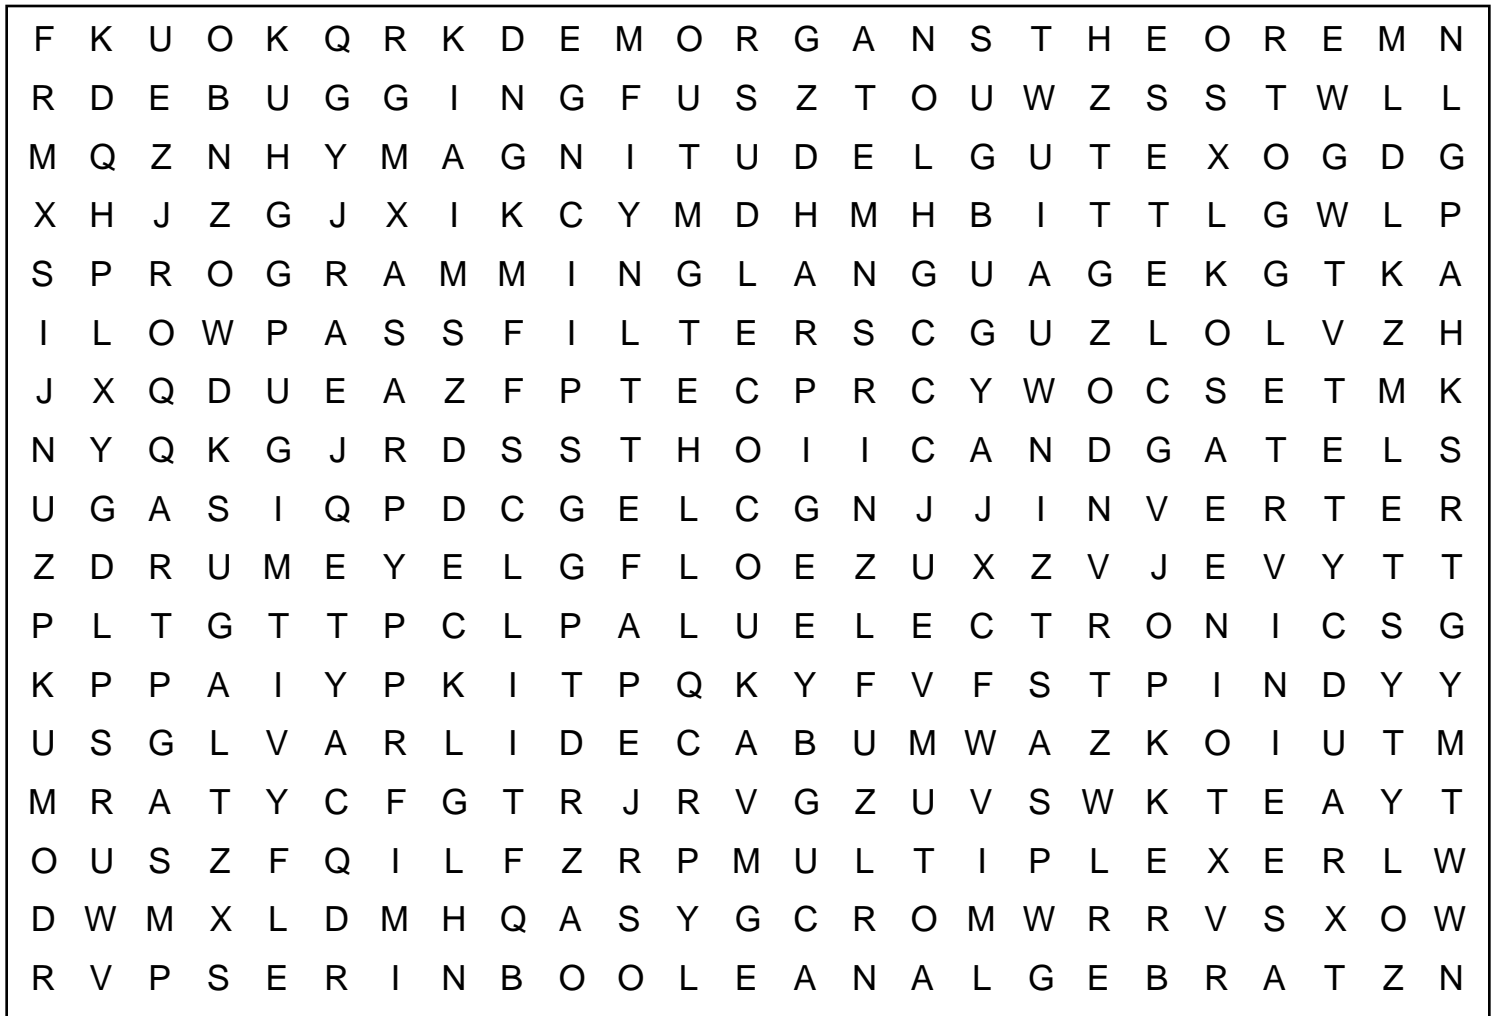 F K U O K Q R K D E M O R G A N S T H E O R E M N
R D E B U G G I N G F U S Z T O U W Z S S T W L L
M Q Z N H Y M A G N I T U D E L G U T E X O G D G
X H J Z G J X I K C Y M D H M H B I T T L G W L P
S P R O G R A M M I N G L A N G U A G E K G T K A
I L O W P A S S F I L T E R S C G U Z L O L V Z H
J X Q D U E A Z F P T E C P R C Y W O C S E T M K
N Y Q K G J R D S S T H O I I C A N D G A T E L S
U G A S I Q P D C G E L C G N J J I N V E R T E R
Z D R U M E Y E L G F L O E Z U X Z V J E V Y T T
P L T G T T P C L P A L U E L E C T R O N I C S G
K P P A I Y P K I T P Q K Y F V F S T P I N D Y Y
U S G L V A R L I D E C A B U M W A Z K O I U T M
M R A T Y C F G T R J R V G Z U V S W K T E A Y T
O U S Z F Q I L F Z R P M U L T I P L E X E R L W
D W M X L D M H Q A S Y G C R O M W R R V S X O W
R V P S E R I N B O O L E A N A L G E B R A T Z N